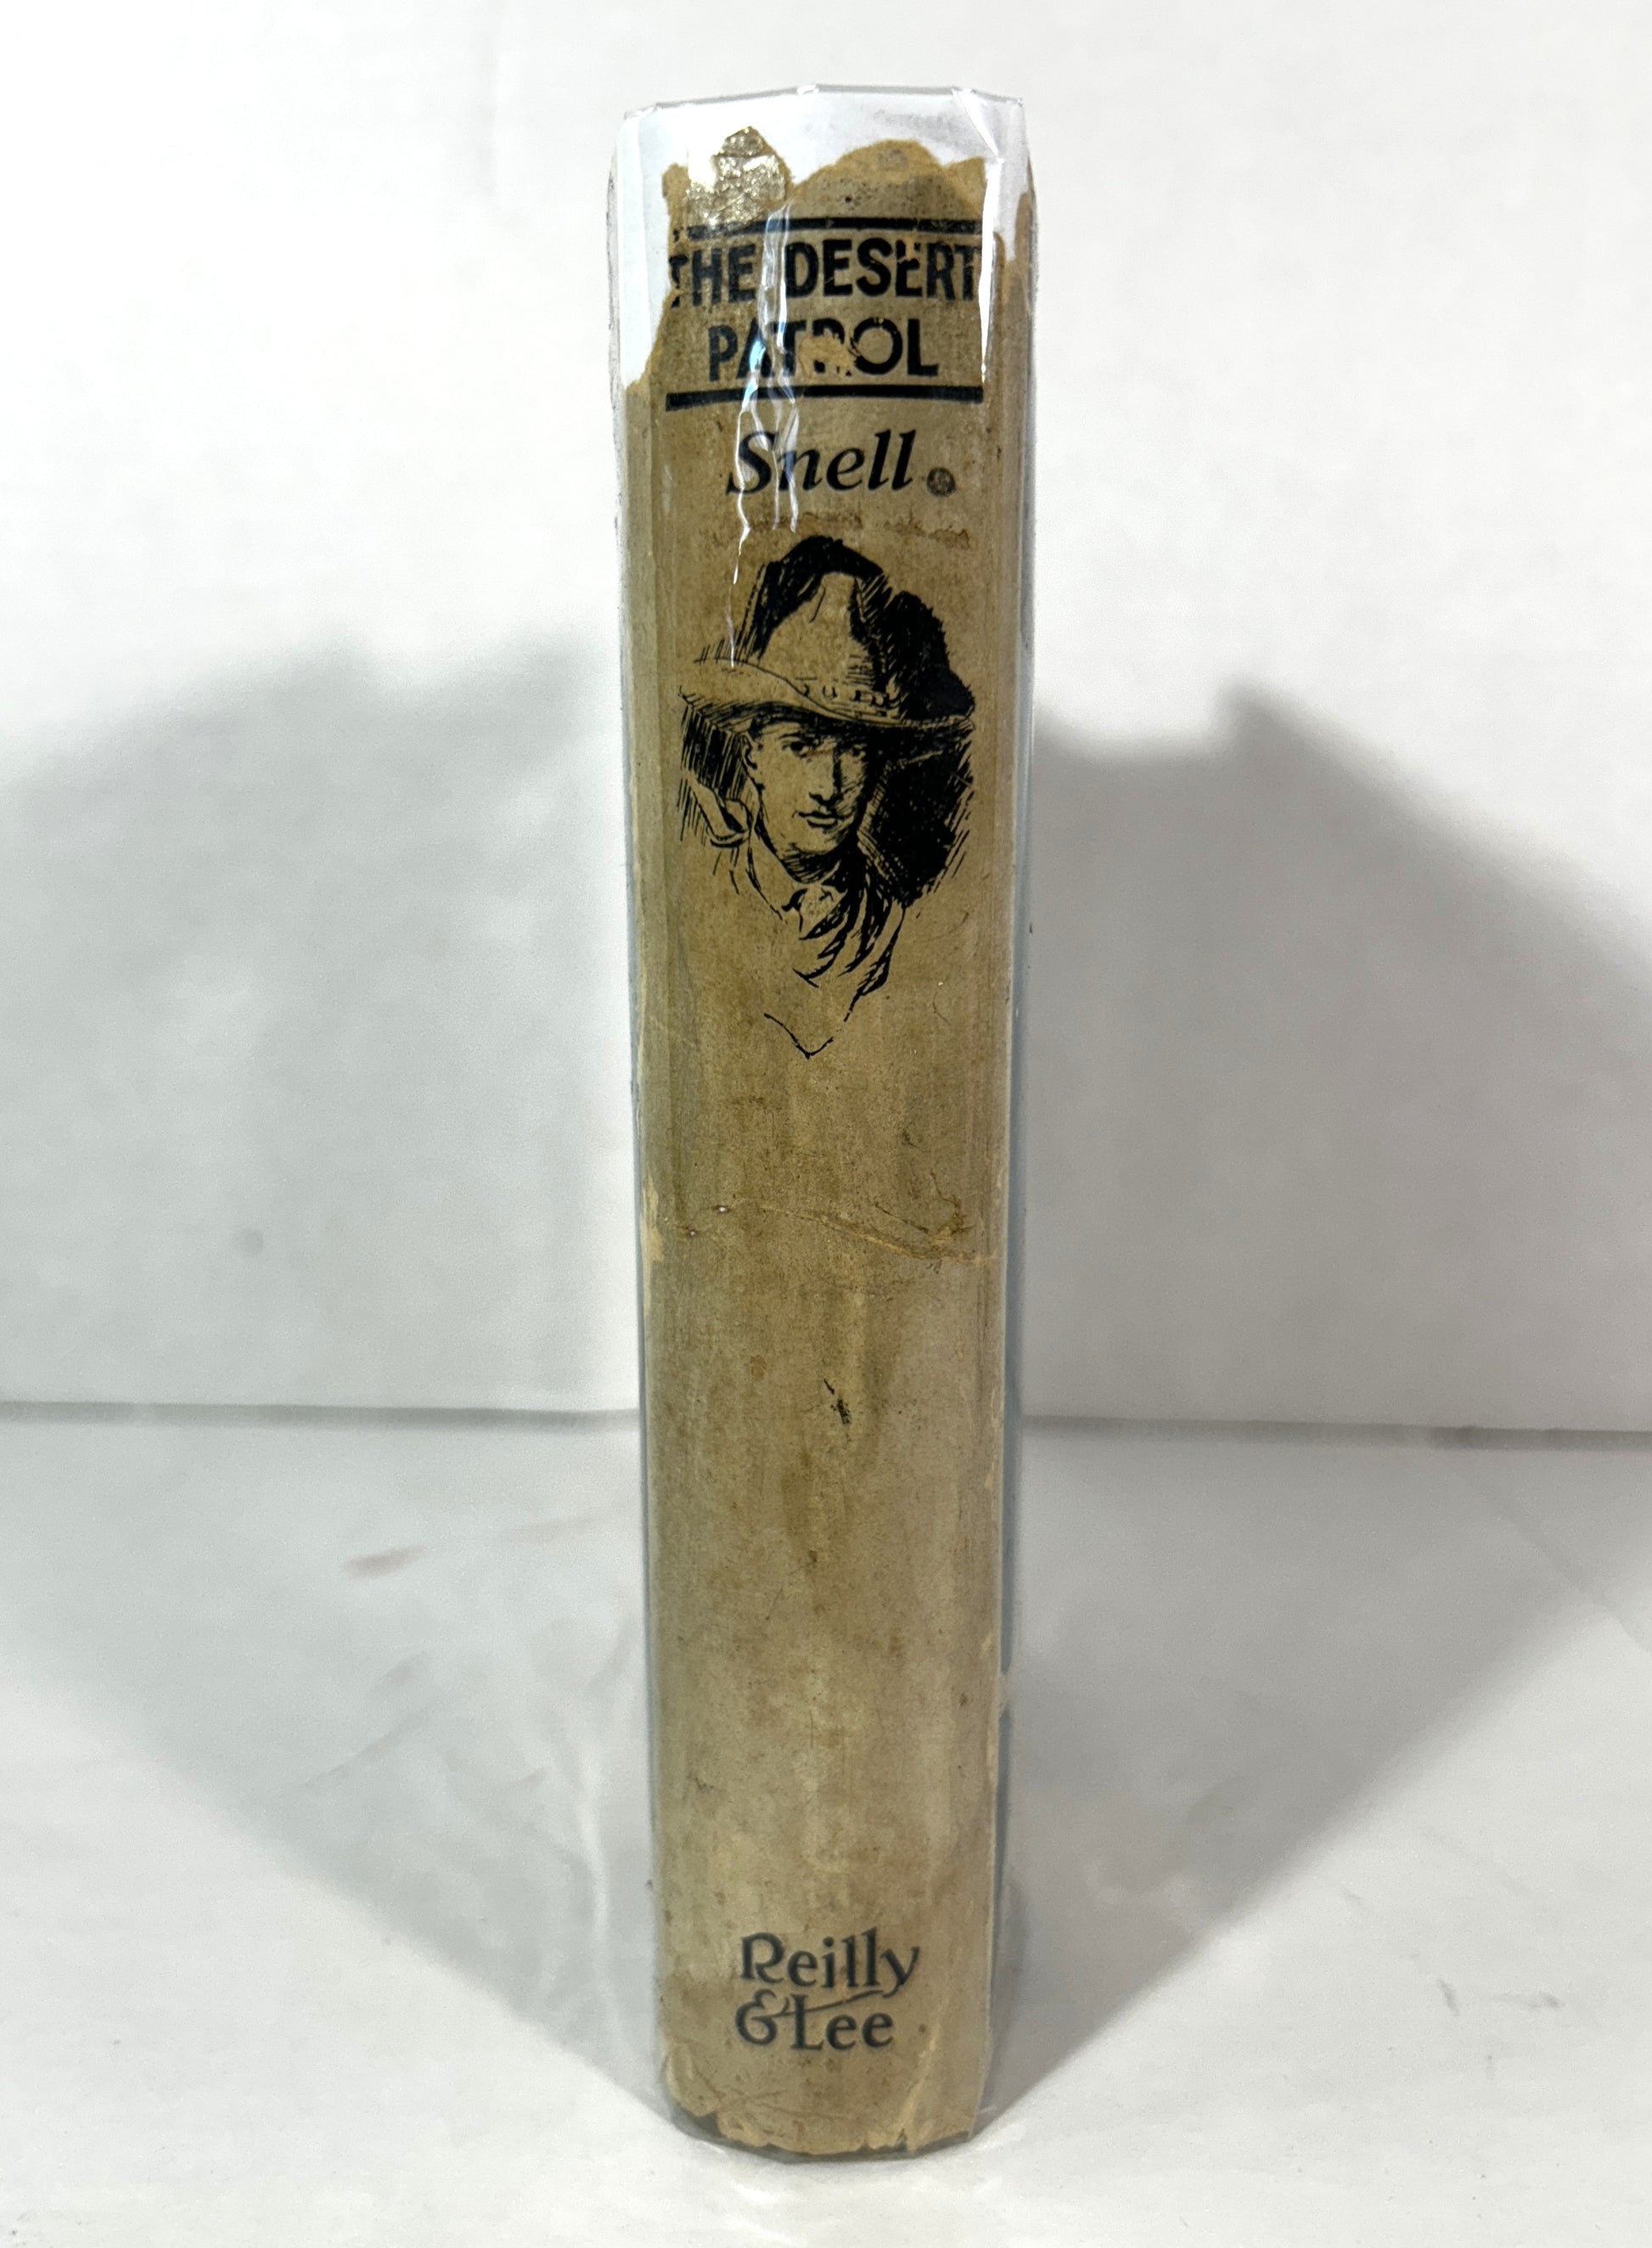 THE DESERT
PATROL
Snell
Reilly
& Lee